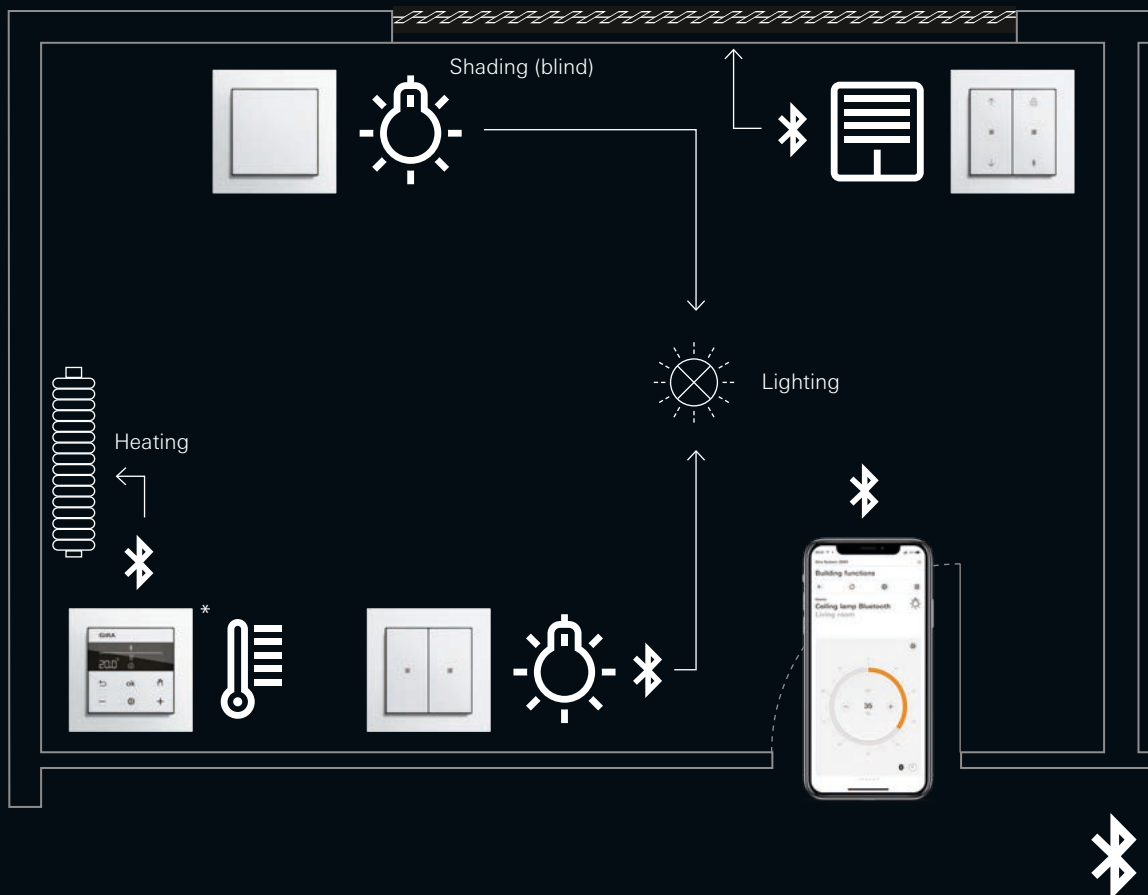 Shading (blind)
Lighting
Heating
*
GIRA
20.0°
ok
Building functions
Ceiling lamp Bluetooth
Living room
35